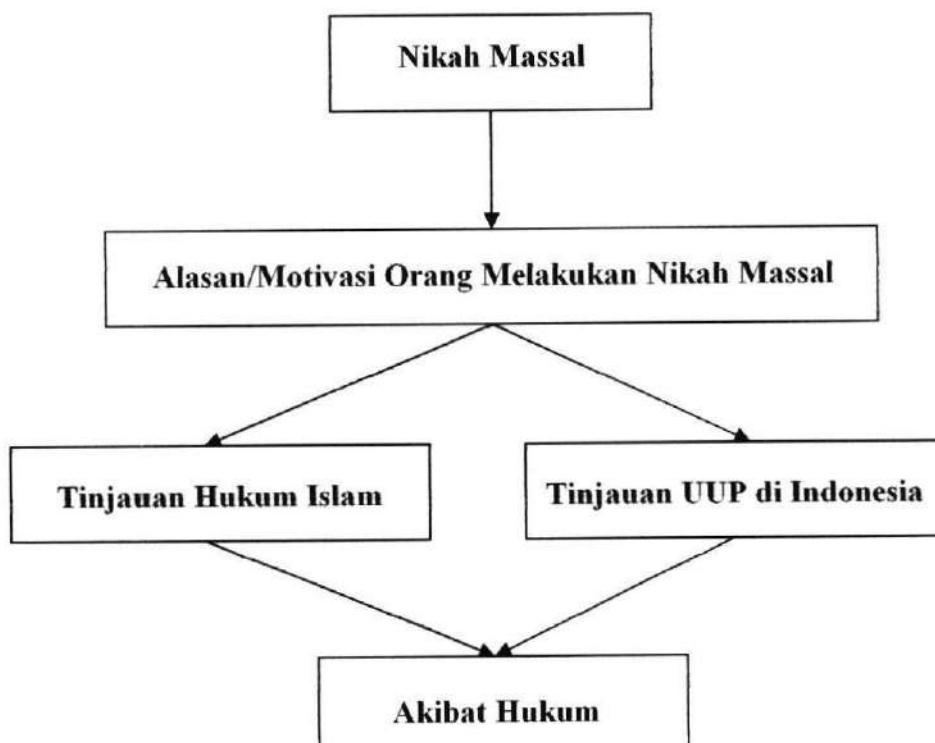 Nikah Massal
Alasan/Motivasi Orang Melakukan Nikah Massal
Tinjauan Hukum Islam
Tinjauan UUP di Indonesia
Akibat Hukum